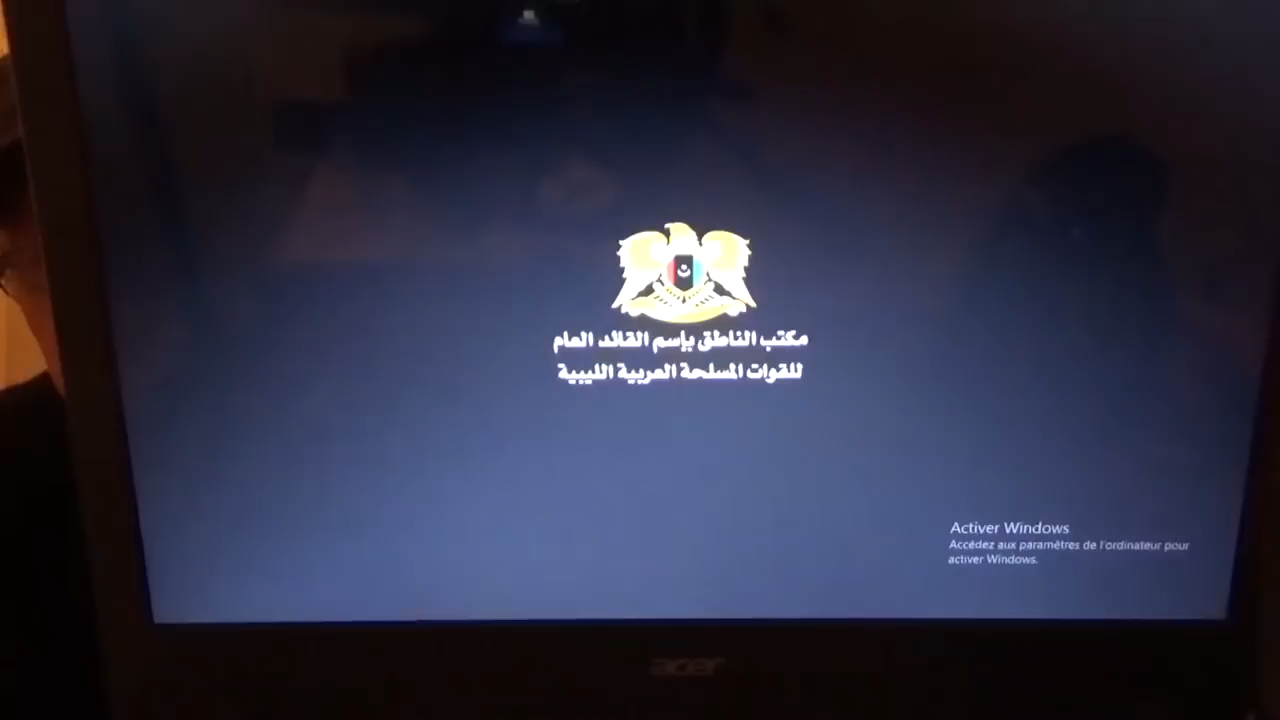 مكتب الناطق بإسم القائد العام
للقوات المسلحة العربية الليبية
Activer Windows
Accédez aux paramètres de l'ordinateur pour
activer Windows.
acer